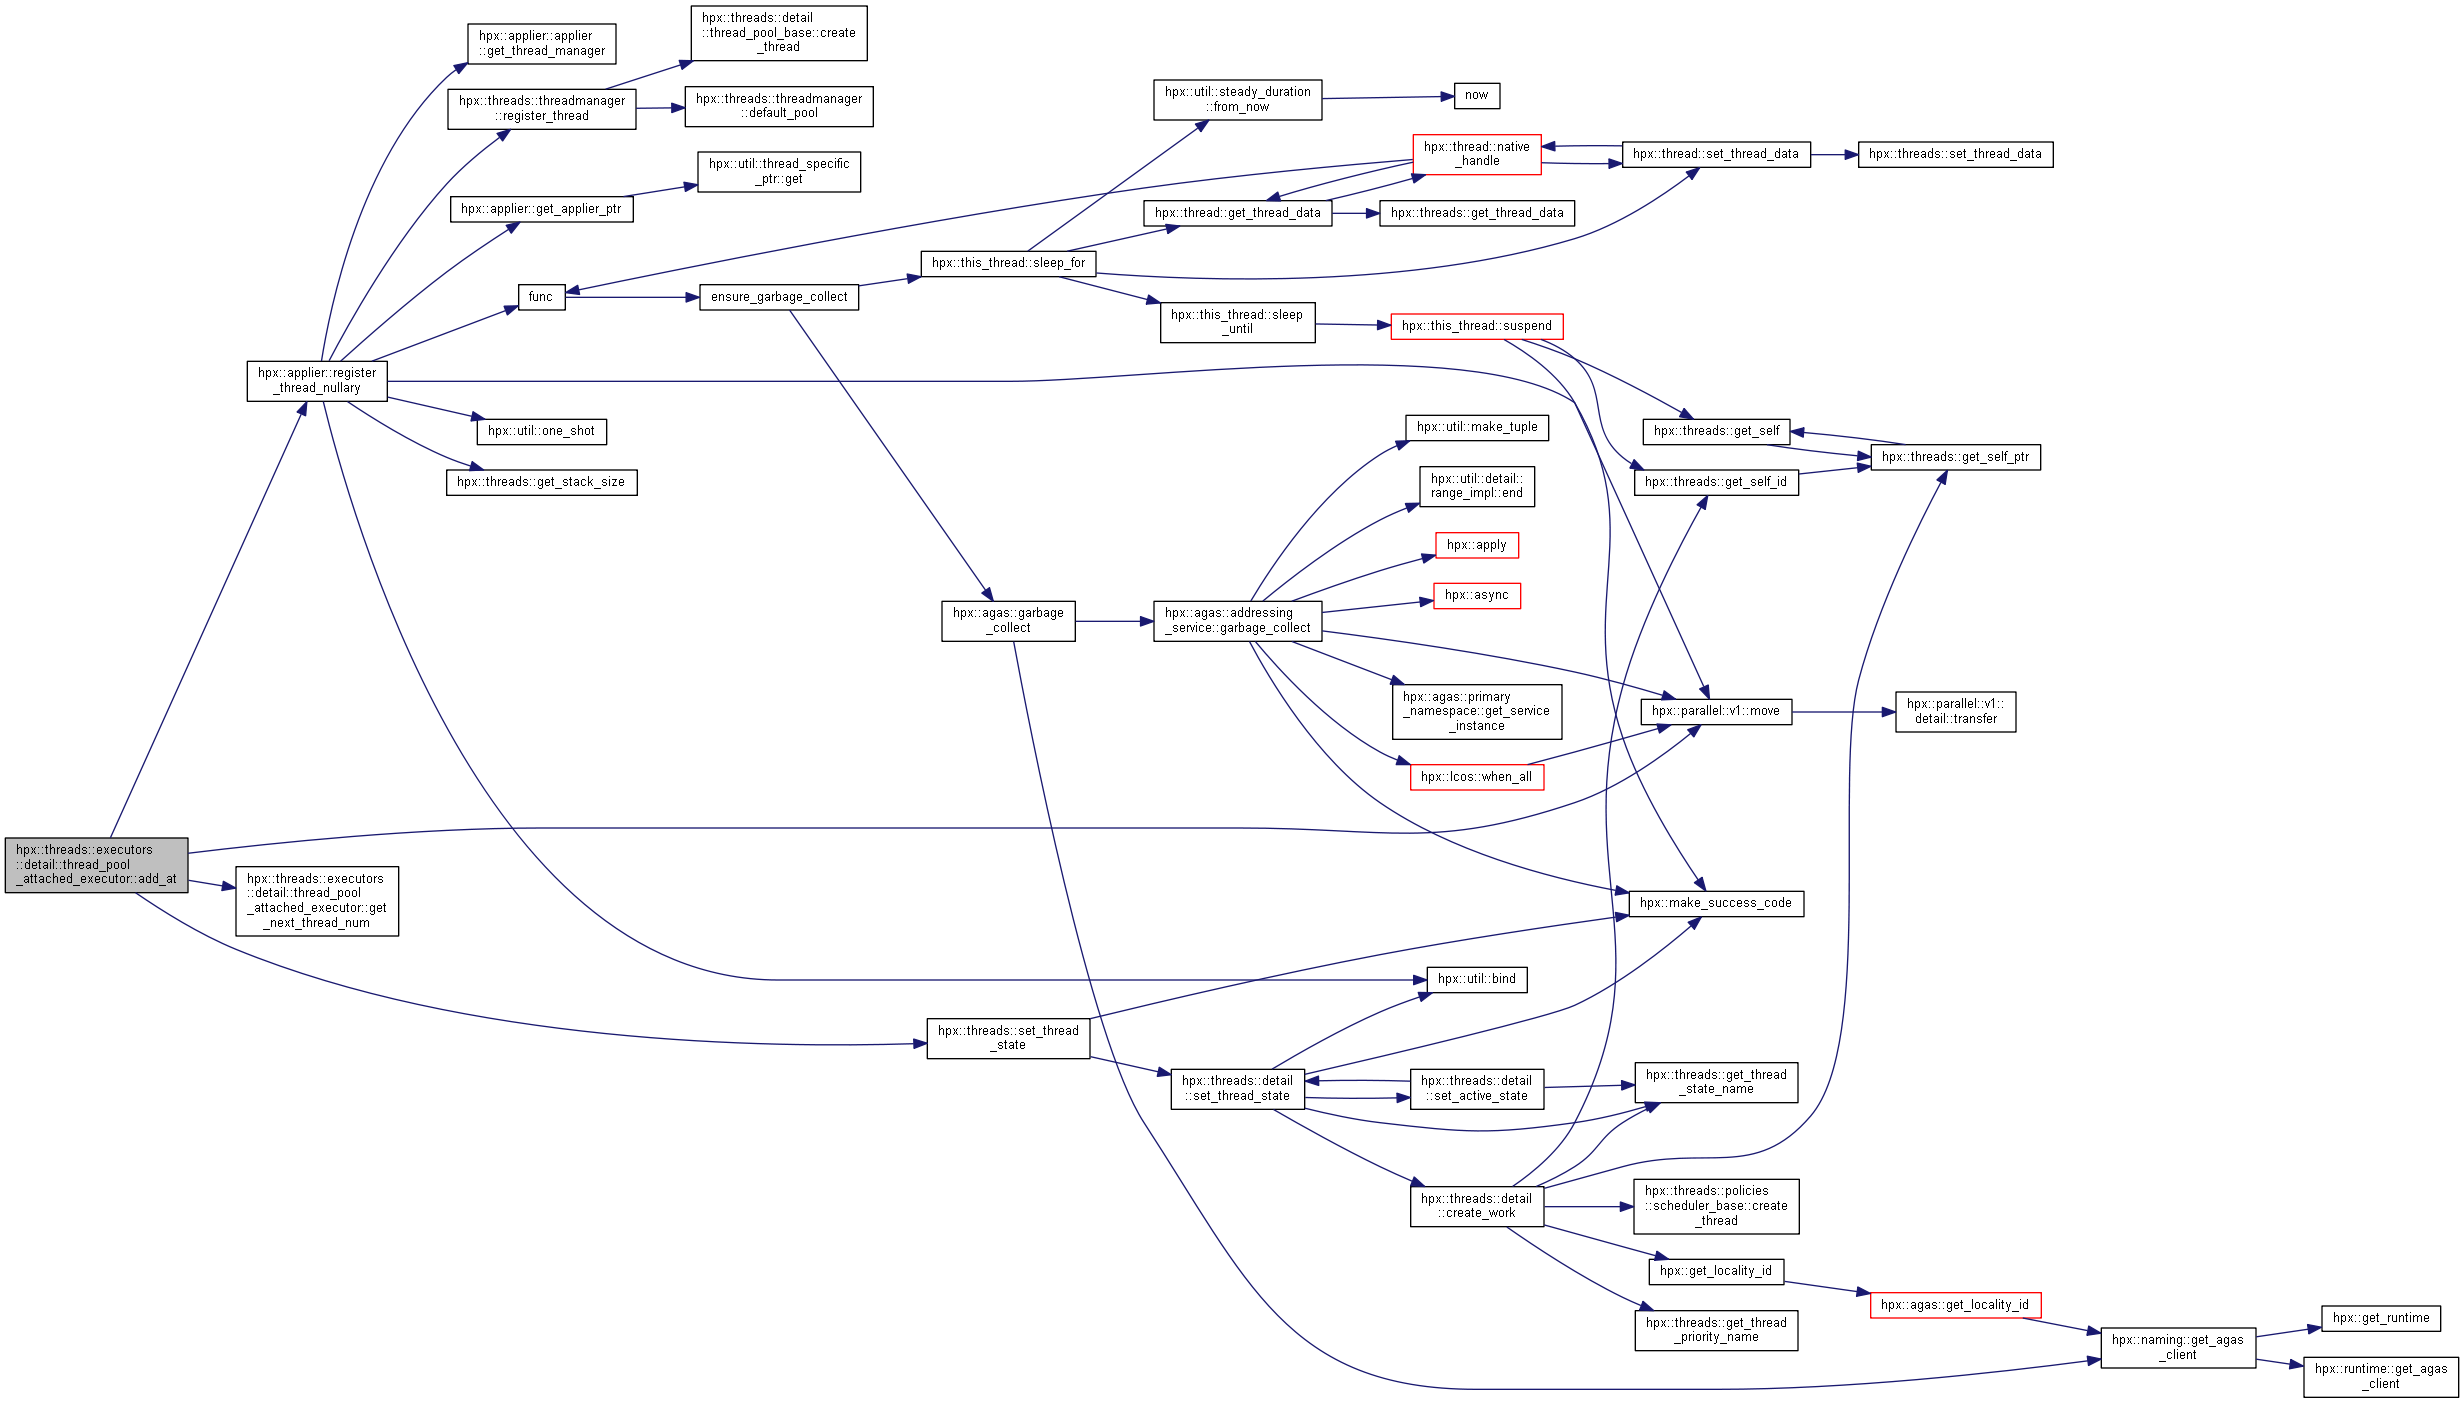 hpx::threads::executors
::detail::thread_pool
_attached_executor::add_at
hpx::applier::register
_thread_nullary
hpx::threads::executors
::detail::thread_pool
_attached_executor::get
_next_thread_num
hpx::applier::applier
::get_thread_manager
hpx::threads::threadmanager
::register_thread
hpx::applier::get_applier_ptr
func
hpx::util::one_shot
hpx::threads::get_stack_size
hpx::threads::detail
::thread_pool_base::create
_thread
hpx::threads::threadmanager
::default_pool
hpx::util::thread_specific
_ptr::get
ensure_garbage_collect
hpx::this_thread::sleep_for
hpx::agas::garbage
_collect
hpx::threads::set_thread
_state
hpx::util::steady_duration
::from_now
hpx::thread::get_thread_data
hpx::this_thread::sleep
_until
hpx::agas::addressing
_service::garbage_collect
hpx::threads::detail
::set_thread_state
now
hpx::thread::native
_handle
hpx::threads::get_thread_data
hpx::this_thread::suspend
hpx::util::make_tuple
hpx::util::detail::
range_impl::end
hpx::apply
hpx::async
hpx::agas::primary
_namespace::get_service
_instance
hpx::lcos::when_all
hpx::util::bind
hpx::threads::detail
::set_active_state
hpx::threads::detail
::create_work
hpx::thread::set_thread_data
hpx::threads::get_self
hpx::threads::get_self_id
hpx::parallel::v1::move
hpx::make_success_code
hpx::threads::get_thread
_state_name
hpx::threads::policies
::scheduler_base::create
_thread
hpx::get_locality_id
hpx::threads::get_thread
_priority_name
hpx::threads::set_thread_data
hpx::threads::get_self_ptr
hpx::parallel::v1::
detail::transfer
hpx::agas::get_locality_id
hpx::naming::get_agas
_client
hpx::get_runtime
hpx::runtime::get_agas
_client